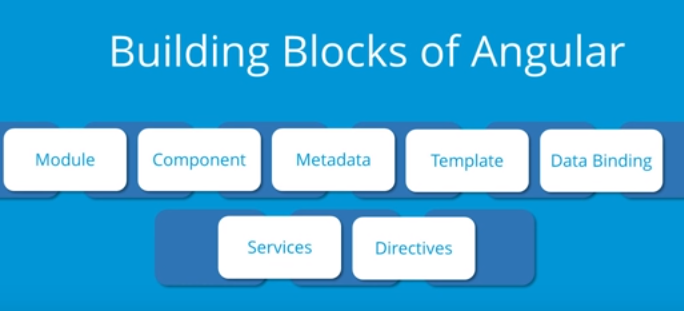 Building Blocks of Angular
Module
Component
Metadata
Template
Data Binding
Services
Directives